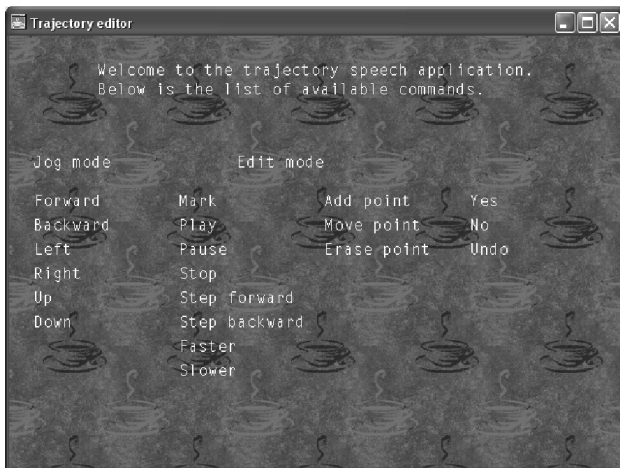 Trajectory editor
Welcome to the trajectory speech application.
Below is the list of available commands.
Jog mode Edit mode
Forward Mark Add point Yes
Backward Play Move point No
Left Pause Erase point Undo
Right Stop
Up Step forward
Down Step backward
Faster
Slower